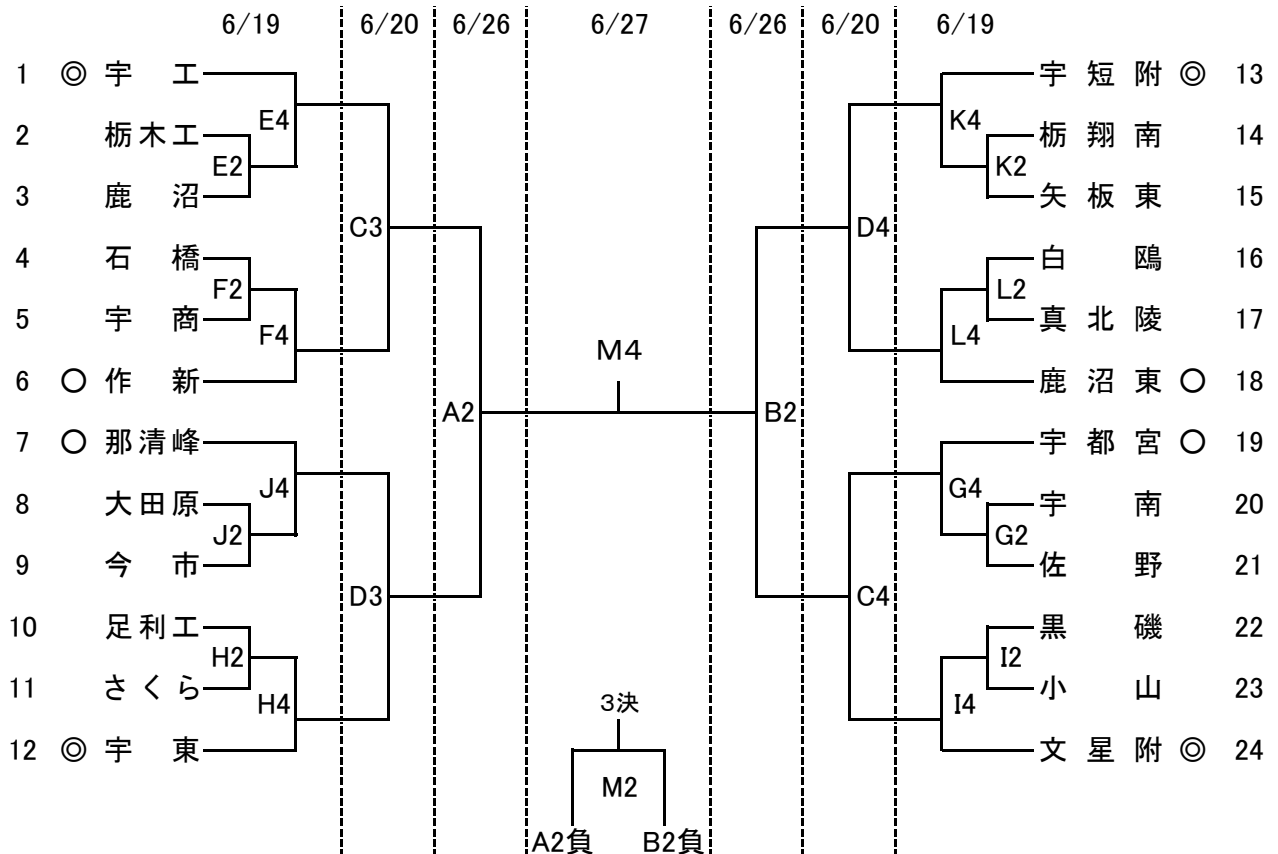 6/19 6/20 6/26 6/27 6/26 6/20 6/19
1 ◎ 宇工 宇短附 ◎ 13
E4 K4
2 栃木工 栃翔南 14
E2 K2
3 鹿沼 矢板東 15
C3 D4
4 石橋 白鴎 16
F2 L2
5 宇商 真北陵 17
F4 L4
M4
6 ○ 作新 鹿沼東 ○ 18
A2 B2
7 ○ 那清峰 宇都宮 ○ 19
J4 G4
8 大田原 宇南 20
J2 G2
9 今市 佐野 21
D3 C4
10 足利工 黒磯 22
H2 I2
11 さくら 小山 23
H4 3決 I4
12 ◎ 宇東 文星附 ◎ 24
M2
A2負 B2負